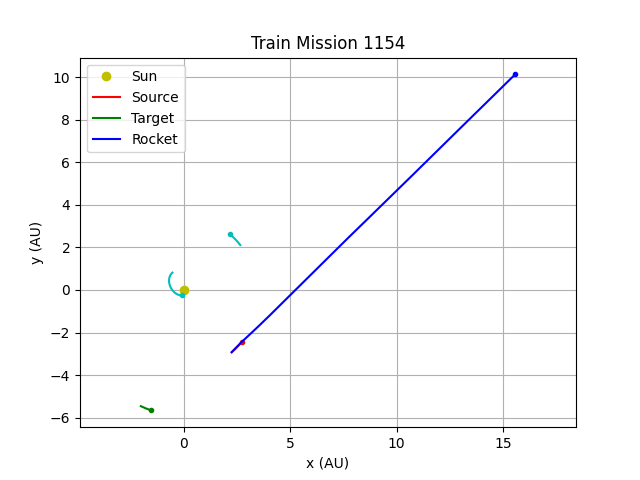 Train Mission 1154
Sun
Source
Target
Rocket
y (AU)
10
8
6
4
2
0
−2
−4
−6
0 5 10 15
x (AU)